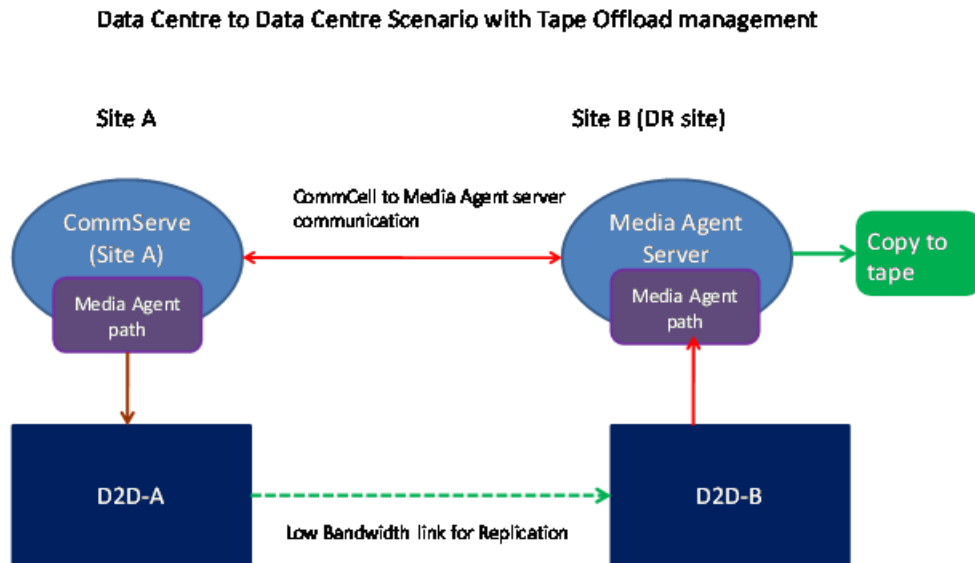 Data Centre to Data Centre Scenario with Tape Offload management
Site A
Site B (DR site)
CommCell to Media Agent server
communication
CommServe
(Site A)
Media Agent
path
Media Agent
Server
Media Agent
path
Copy to
tape
D2D-A
D2D-B
Low Bandwidth link for Replication